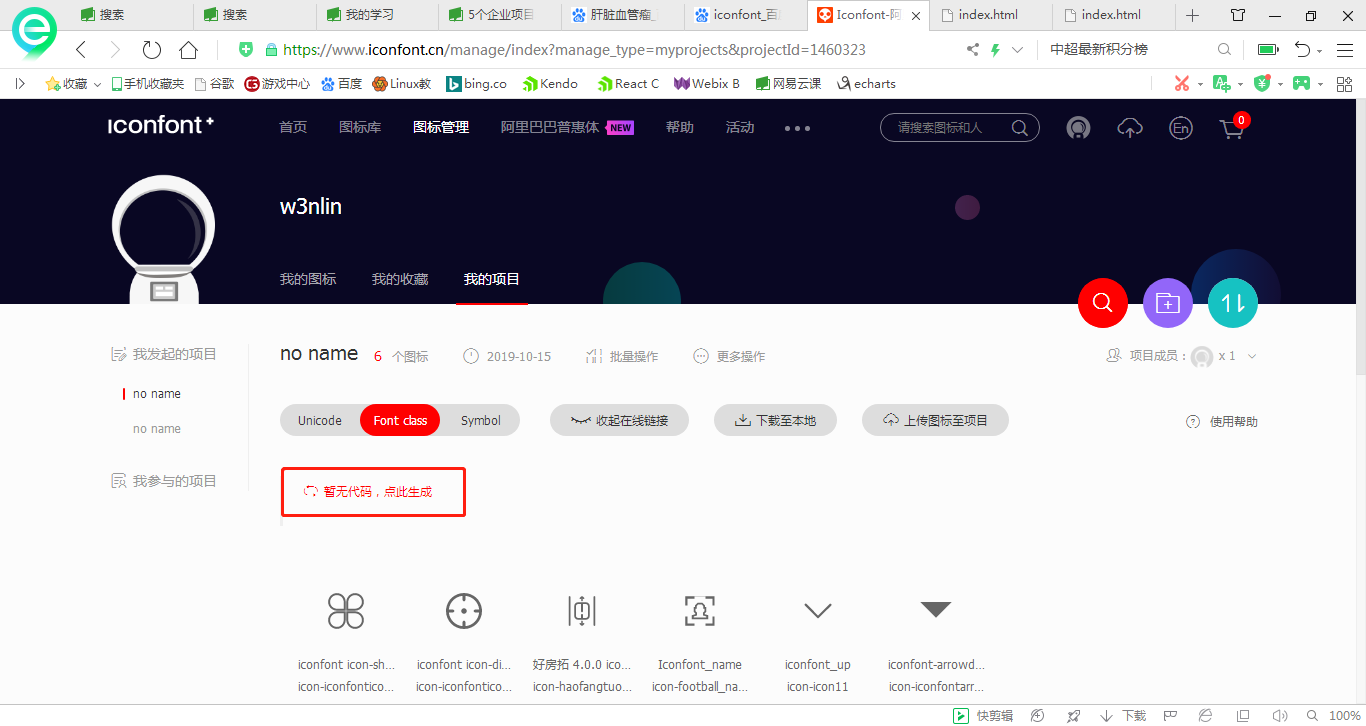 搜索
搜索
我的学习
5个企业项目
肝脏血管瘤_
iconfont_百
Iconfont-阿
index.html
index.html
https://www.iconfont.cn/manage/index?manage_type=myprojects&projectId=1460323
中超最新积分榜
收藏
手机收藏夹
谷歌
游戏中心
百度
Linux教
bing.co
Kendo
React C
Webix B
网易云课
echarts
iconfont+
首页
图标库
图标管理
阿里巴巴普惠体 NEW
帮助
活动
请搜索图标和人
En
0
w3nlin
我的图标
我的收藏
我的项目
我发起的项目
no name
no name
我参与的项目
no name
6 个图标
2019-10-15
批量操作
更多操作
项目成员：
x 1
Unicode
Font class
Symbol
收起在线链接
下载至本地
上传图标至项目
使用帮助
暂无代码，点此生成
iconfont icon-sh...
iconfont icon-di...
好房拓 4.0.0 ico...
Iconfont_name
iconfont_up
iconfont-arrowd...
icon-iconfontico...
icon-iconfontico...
icon-haofangtuo...
icon-football_na...
icon-icon11
icon-iconfontarr...
快剪辑
下载
100%